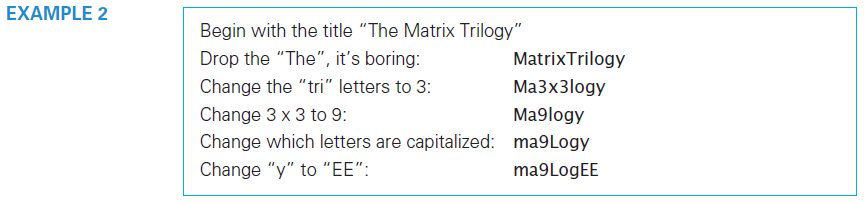 EXAMPLE 2
Begin with the title “The Matrix Trilogy”
Drop the “The”, it’s boring: MatrixTrilogy
Change the “tri” letters to 3: Ma3x3logy
Change 3 x 3 to 9: Ma9logy
Change which letters are capitalized: ma9Logy
Change “y” to “EE”: ma9LogEE